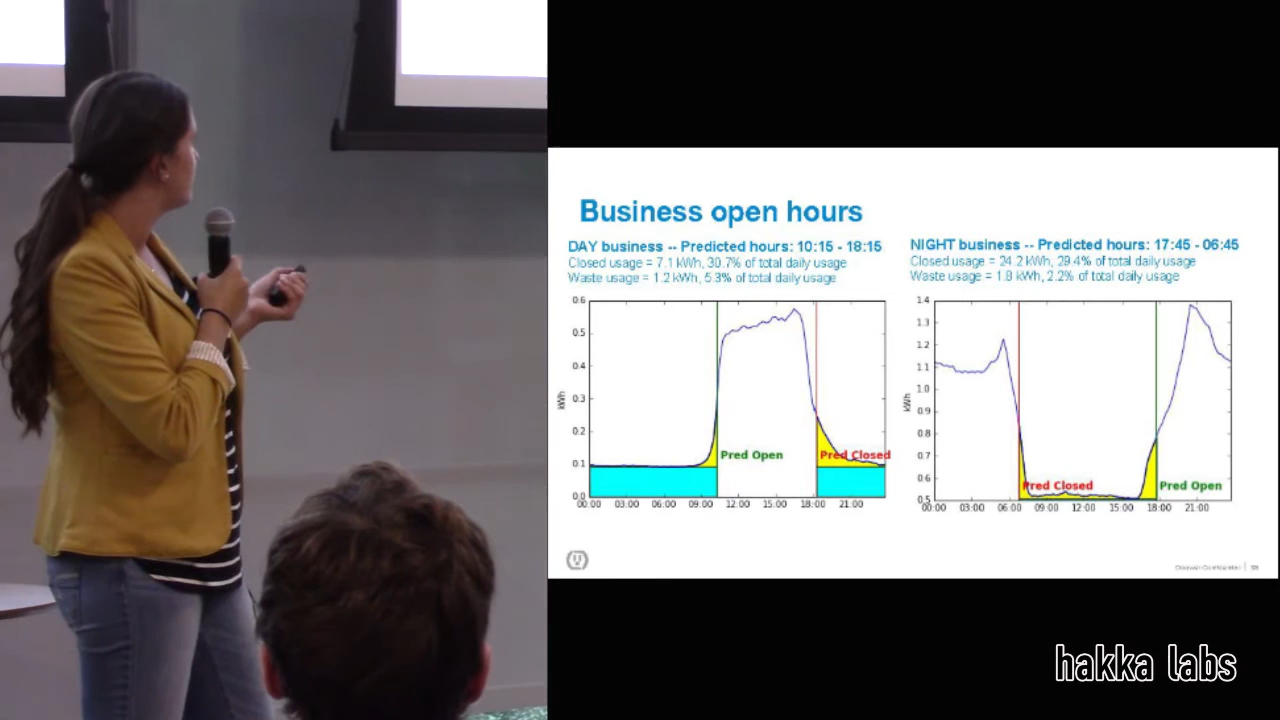 Business open hours
DAY business -- Predicted hours: 10:15 - 18:15
Closed usage = 7.1 kWh, 30.7% of total daily usage
Waste usage = 1.2 kWh, 5.3% of total daily usage
0.6
0.5
0.4
0.3
0.2
0.1
0.0
kWh
Pred Open
Pred Closed
00:00 03:00 06:00 09:00 12:00 15:00 18:00 21:00
NIGHT business -- Predicted hours: 17:45 - 06:45
Closed usage = 24.2 kWh, 29.4% of total daily usage
Waste usage = 1.8 kWh, 2.2% of total daily usage
1.4
1.3
1.2
1.1
1.0
0.9
0.8
0.7
0.6
0.5
kWh
Pred Closed
Pred Open
00:00 03:00 06:00 09:00 12:00 15:00 18:00 21:00
hakka labs